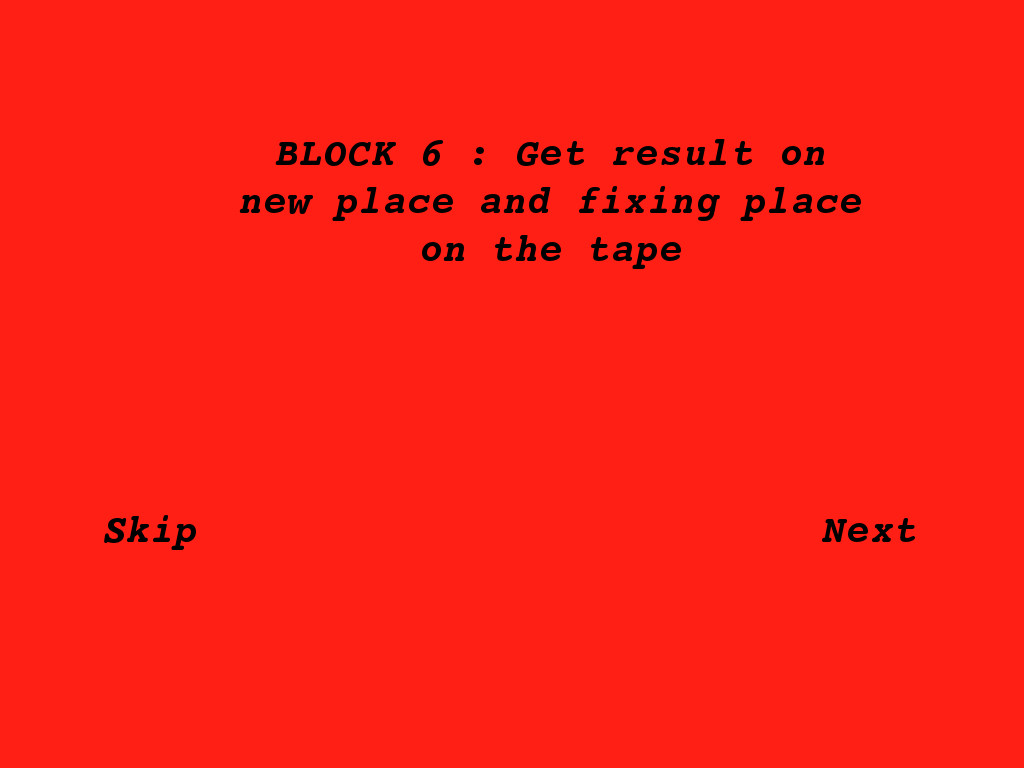 BLOCK 6 : Get result on
new place and fixing place
on the tape
Skip
Next